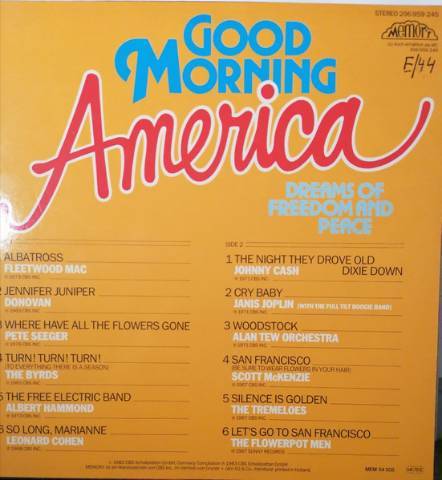 STEREO 296 959 245
Memory
E/44
GOOD
MORNING
America
DREAMS OF
FREEDOM AND
PEACE
ALBATROSS
FLEETWOOD MAC
2 JENNIFER JUNIPER
DONOVAN
3 WHERE HAVE ALL THE FLOWERS GONE
PETE SEEGER
4 TURN! TURN! TURN!
(TO EVERYTHING THERE IS A SEASON)
THE BYRDS
5 THE FREE ELECTRIC BAND
ALBERT HAMMOND
6 SO LONG, MARIANNE
LEONARD COHEN
SIDE 2
1 THE NIGHT THEY DROVE OLD
JOHNNY CASH DIXIE DOWN
2 CRY BABY
JANIS JOPLIN (WITH THE FULL TILT BOOGIE BAND)
3 WOODSTOCK
ALAN TEW ORCHESTRA
4 SAN FRANCISCO
(BE SURE TO WEAR FLOWERS IN YOUR HAIR)
SCOTT McKENZIE
5 SILENCE IS GOLDEN
THE TREMELOES
6 LET'S GO TO SAN FRANCISCO
THE FLOWERPOT MEN